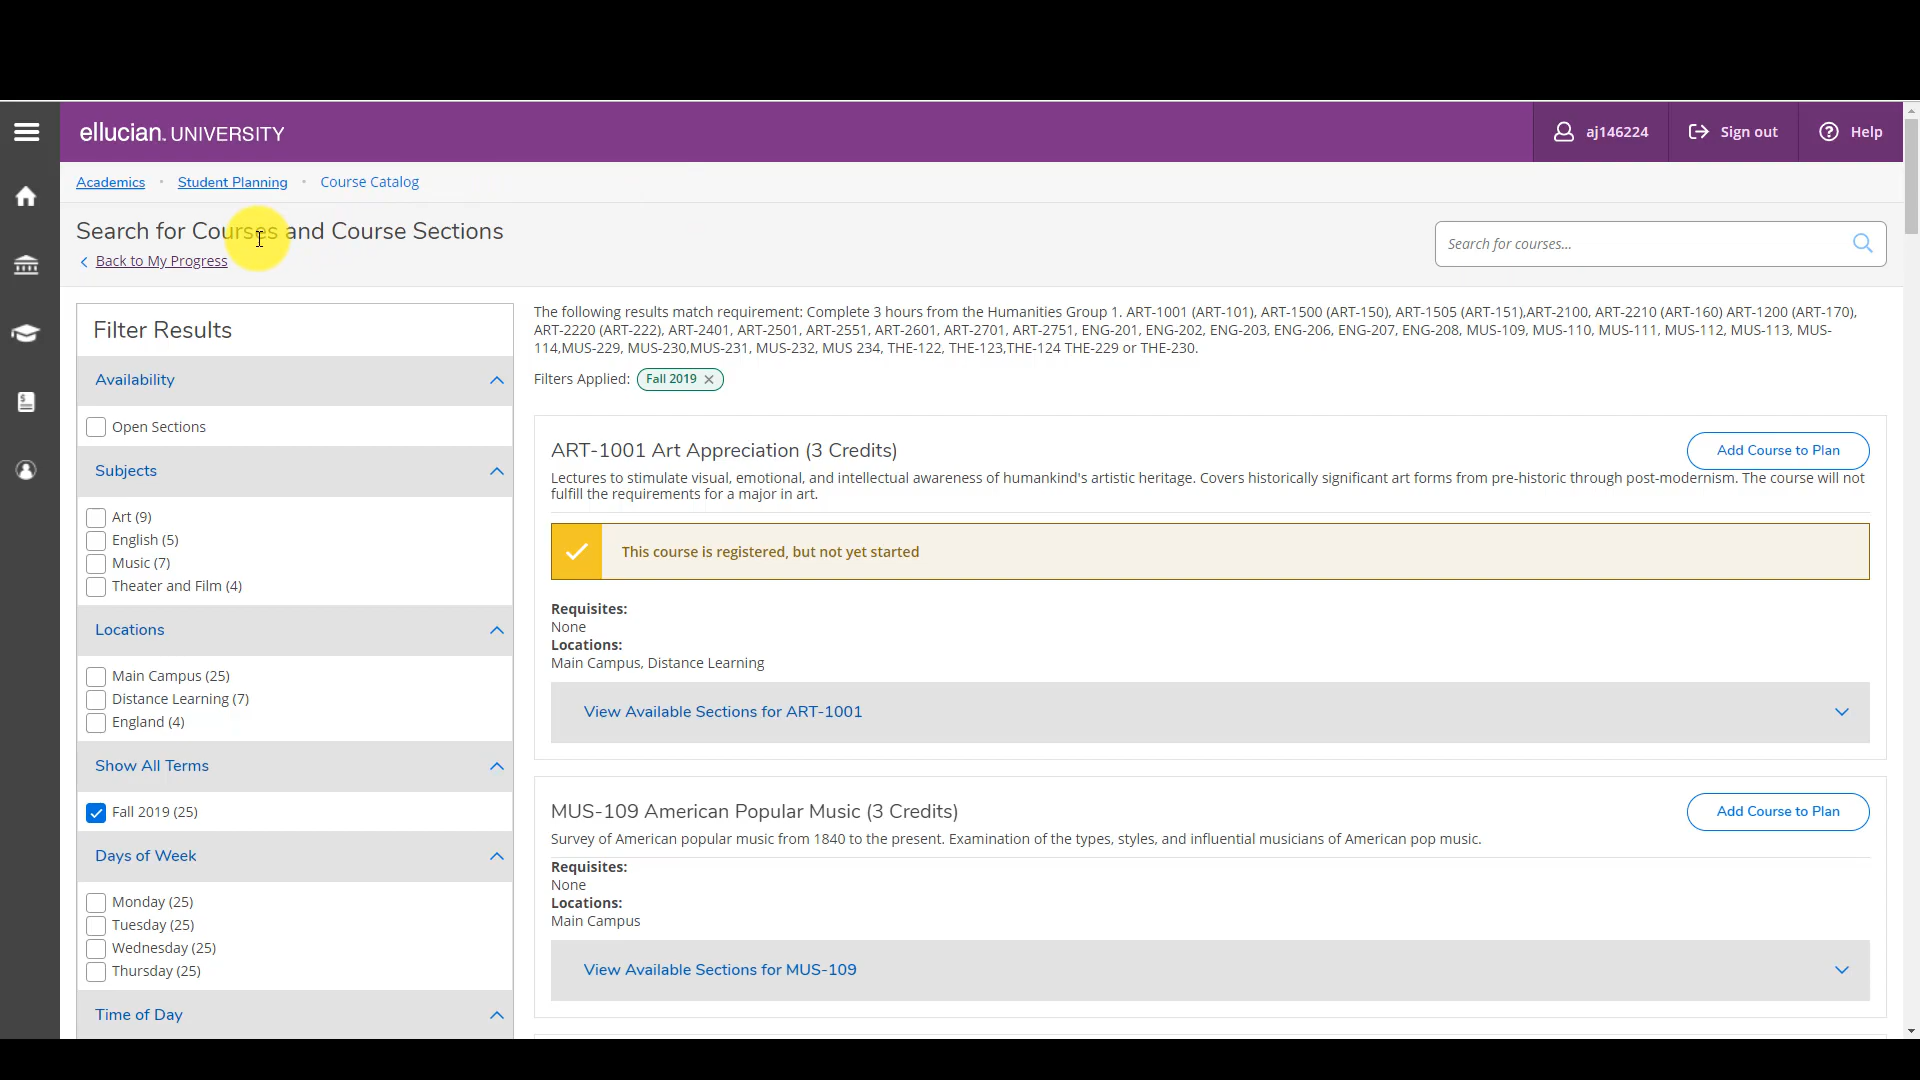 ellucian. UNIVERSITY
aj146224
Sign out
Help
Academics • Student Planning • Course Catalog
Search for Courses and Course Sections
Back to My Progress
Search for courses...
Filter Results
Availability
Open Sections
Subjects
Art (9)
English (5)
Music (7)
Theater and Film (4)
Locations
Main Campus (25)
Distance Learning (7)
England (4)
Show All Terms
Fall 2019 (25)
Days of Week
Monday (25)
Tuesday (25)
Wednesday (25)
Thursday (25)
Time of Day
The following results match requirement: Complete 3 hours from the Humanities Group 1. ART-1001 (ART-101), ART-1500 (ART-150), ART-1505 (ART-151),ART-2100, ART-2210 (ART-160) ART-1200 (ART-170),
ART-2220 (ART-222), ART-2401, ART-2501, ART-2551, ART-2601, ART-2701, ART-2751, ENG-201, ENG-202, ENG-203, ENG-206, ENG-207, ENG-208, MUS-109, MUS-110, MUS-111, MUS-112, MUS-113, MUS-
114,MUS-229, MUS-230,MUS-231, MUS-232, MUS 234, THE-122, THE-123,THE-124 THE-229 or THE-230.
Filters Applied: Fall 2019
ART-1001 Art Appreciation (3 Credits)
Add Course to Plan
Lectures to stimulate visual, emotional, and intellectual awareness of humankind's artistic heritage. Covers historically significant art forms from pre-historic through post-modernism. The course will not
fulfill the requirements for a major in art.
This course is registered, but not yet started
Requisites:
None
Locations:
Main Campus, Distance Learning
View Available Sections for ART-1001
MUS-109 American Popular Music (3 Credits)
Add Course to Plan
Survey of American popular music from 1840 to the present. Examination of the types, styles, and influential musicians of American pop music.
Requisites:
None
Locations:
Main Campus
View Available Sections for MUS-109